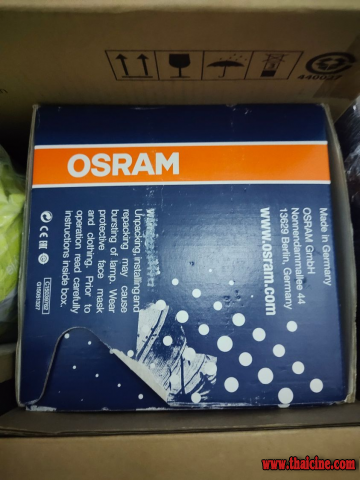 440037
OSRAM
Made in Germany
OSRAM GmbH
Nonnendammallee 44
13629 Berlin, Germany
www.osram.com
Unpacking, installing and
repacking may cause
bursting of lamp. Wear
protective face mask
and clothing. Prior to
operation read carefully
instructions inside box.
www.thaicine.com